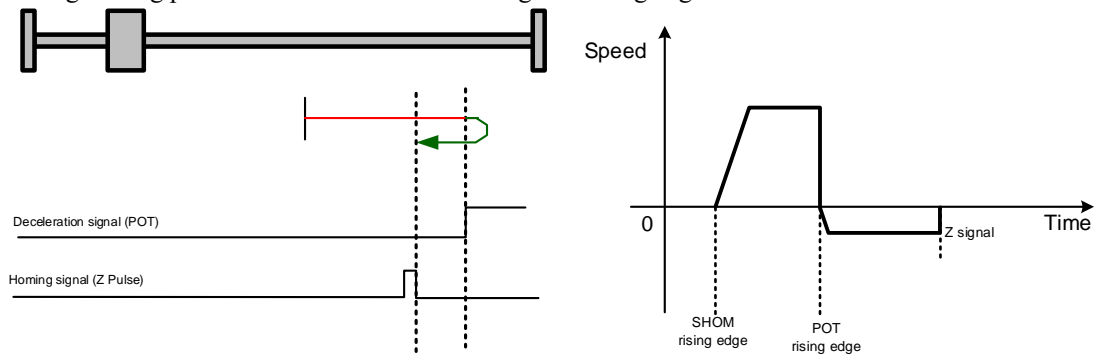 Speed
Deceleration signal (POT)
0
Time
Z signal
Homing signal (Z Pulse)
SHOM
rising edge
POT
rising edge